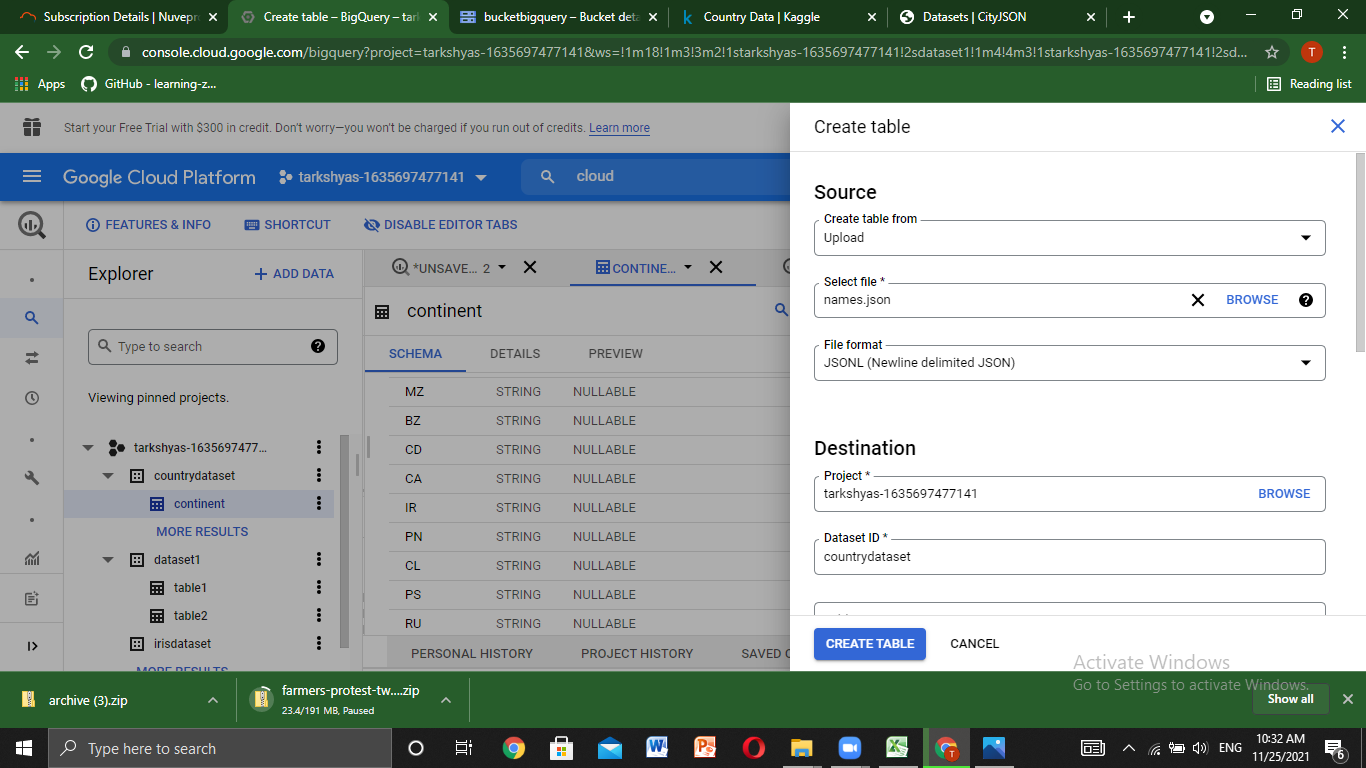 Subscription Details | Nuvepro
Create table – BigQuery – tark
bucketbigquery – Bucket deta
Country Data | Kaggle
Datasets | CityJSON
console.cloud.google.com/bigquery?project=tarkshyas-1635697477141&ws=!1m18!1m3!3m2!1starkshyas-1635697477141!2sdataset1!1m4!4m3!1starkshyas-1635697477141!2sd...
T
Apps
GitHub - learning-z...
Reading list
Start your Free Trial with $300 in credit. Don't worry—you won't be charged if you run out of credits. Learn more
Google Cloud Platform
tarkshyas-1635697477141
cloud
FEATURES & INFO
SHORTCUT
DISABLE EDITOR TABS
Explorer
+ ADD DATA
Type to search
Viewing pinned projects.
tarkshyas-1635697477...
countrydataset
continent
MORE RESULTS
dataset1
table1
table2
irisdataset
MORE RESULTS
*UNSAVE... 2
CONTINE...
continent
SCHEMA
DETAILS
PREVIEW
MZ STRING NULLABLE
BZ STRING NULLABLE
CD STRING NULLABLE
CA STRING NULLABLE
IR STRING NULLABLE
PN STRING NULLABLE
CL STRING NULLABLE
PS STRING NULLABLE
RU STRING NULLABLE
PERSONAL HISTORY
PROJECT HISTORY
SAVED
Create table
Source
Create table from
Upload
Select file *
names.json
BROWSE
File format
JSONL (Newline delimited JSON)
Destination
Project *
tarkshyas-1635697477141
BROWSE
Dataset ID *
countrydataset
CREATE TABLE
CANCEL
Activate Windows
Go to Settings to activate Windows.
archive (3).zip
farmers-protest-tw....zip
23.4/191 MB, Paused
Show all
Type here to search
ENG
10:32 AM
11/25/2021
6